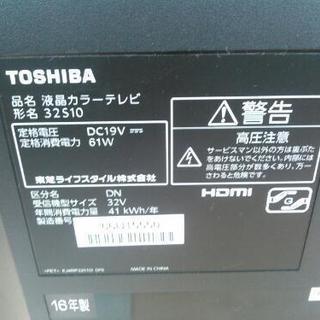 TOSHIBA
品名 液晶カラーテレビ
形名 32S10
定格電圧 DC19V
定格消費電力 61W
東芝ライフスタイル株式会社
区分名 DN
受信機型サイズ 32V
年間消費電力量 41 kWh/年
製造番号
MADE IN CHINA
16年製
警告
高圧注意
サービスマン以外の方は裏ぶたをあけないでください。
内部には高電圧部分が数多くあり、万一さわると危険です。
HDMI